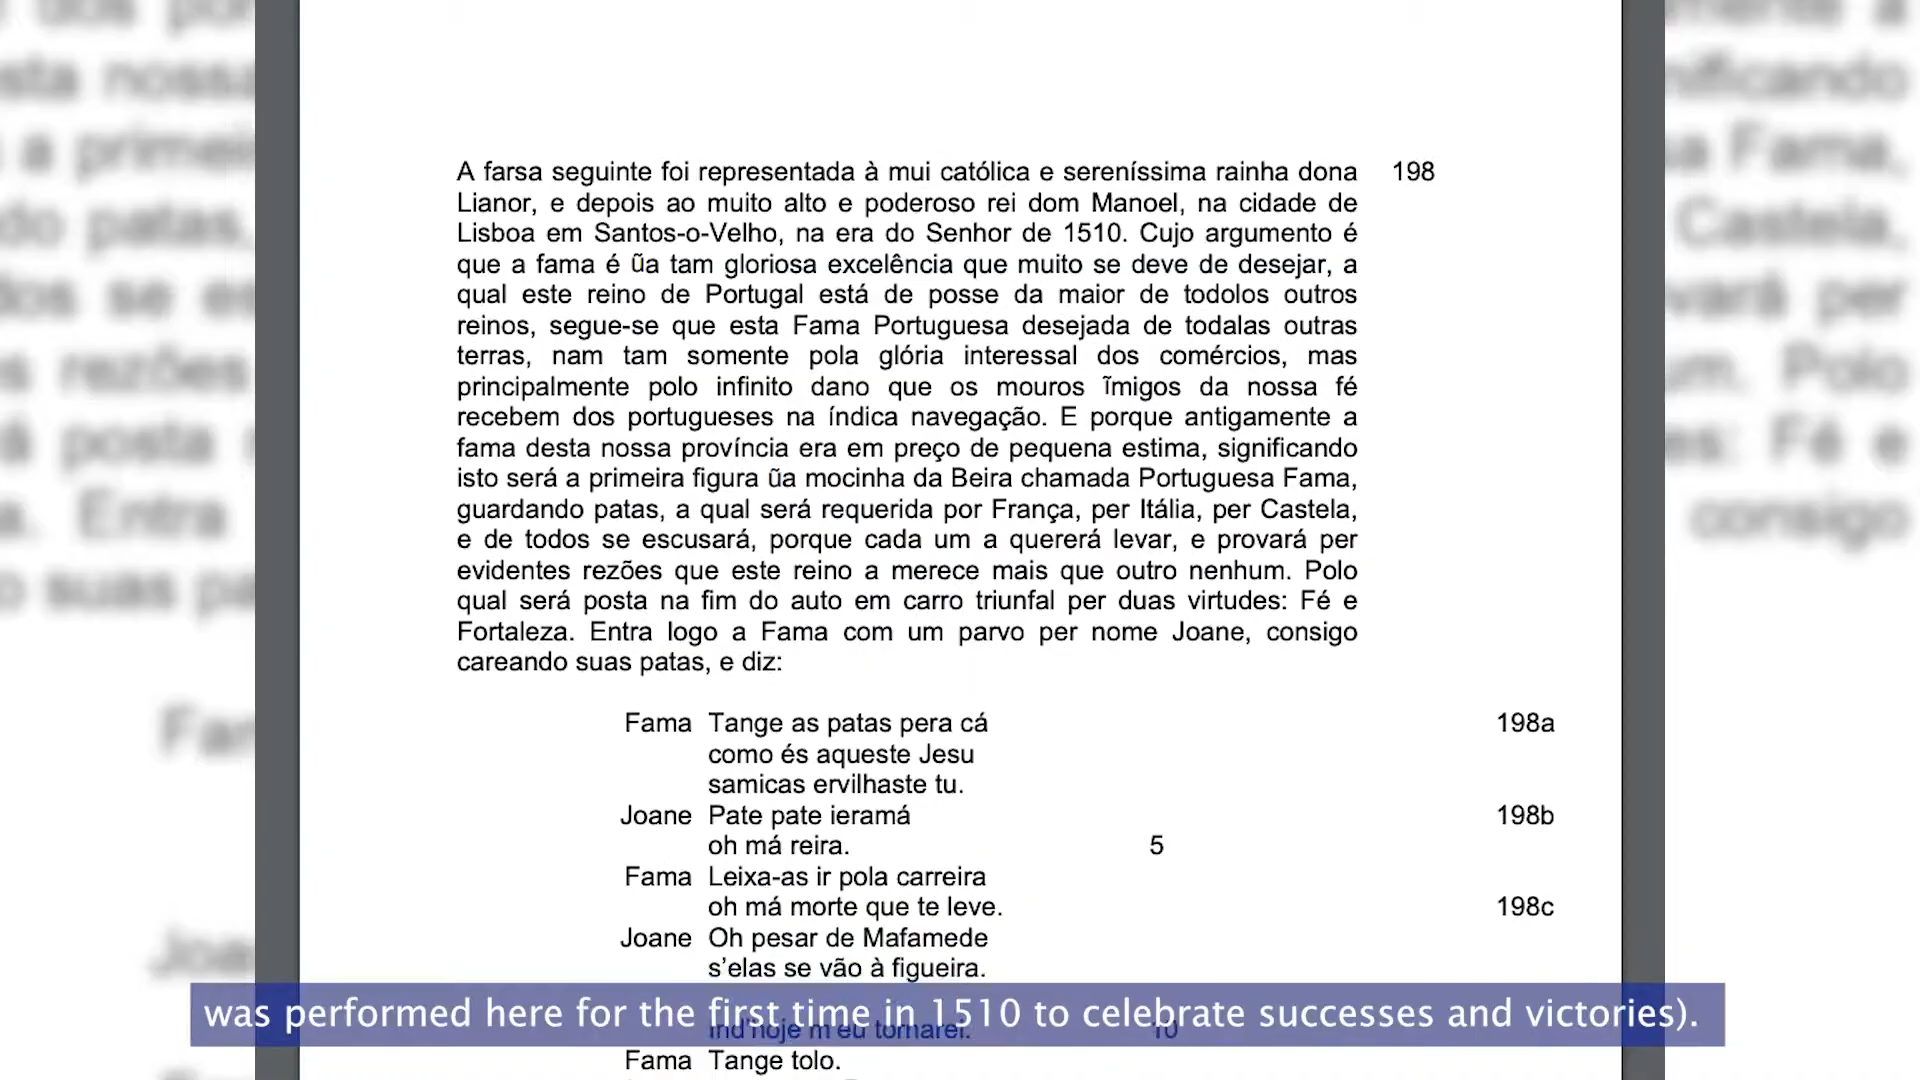 A farsa seguinte foi representada à mui católica e sereníssima rainha dona 198
Lianor, e depois ao muito alto e poderoso rei dom Manoel, na cidade de
Lisboa em Santos-o-Velho, na era do Senhor de 1510. Cujo argumento é
que a fama é ũa tam gloriosa excelência que muito se deve de desejar, a
qual este reino de Portugal está de posse da maior de todolos outros
reinos, segue-se que esta Fama Portuguesa desejada de todalas outras
terras, nam tam somente pola glória interessal dos comércios, mas
principalmente polo infinito dano que os mouros ĩmigos da nossa fé
recebem dos portugueses na índica navegação. E porque antigamente a
fama desta nossa província era em preço de pequena estima, significando
isto será a primeira figura ũa mocinha da Beira chamada Portuguesa Fama,
guardando patas, a qual será requerida por França, per Itália, per Castela,
e de todos se escusará, porque cada um a quererá levar, e provará per
evidentes rezões que este reino a merece mais que outro nenhum. Polo
qual será posta na fim do auto em carro triunfal per duas virtudes: Fé e
Fortaleza. Entra logo a Fama com um parvo per nome Joane, consigo
careando suas patas, e diz:
Fama Tange as patas pera cá 198a
como és aqueste Jesu
samicas ervilhaste tu.
Joane Pate pate ieramá 198b
oh má reira. 5
Fama Leixa-as ir pola carreira
oh má morte que te leve. 198c
Joane Oh pesar de Mafamede
s'elas se vão à figueira.
was performed here for the first time in 1510 to celebrate successes and victories).
ind'hoje m'eu tornarei. 10
Fama Tange tolo.